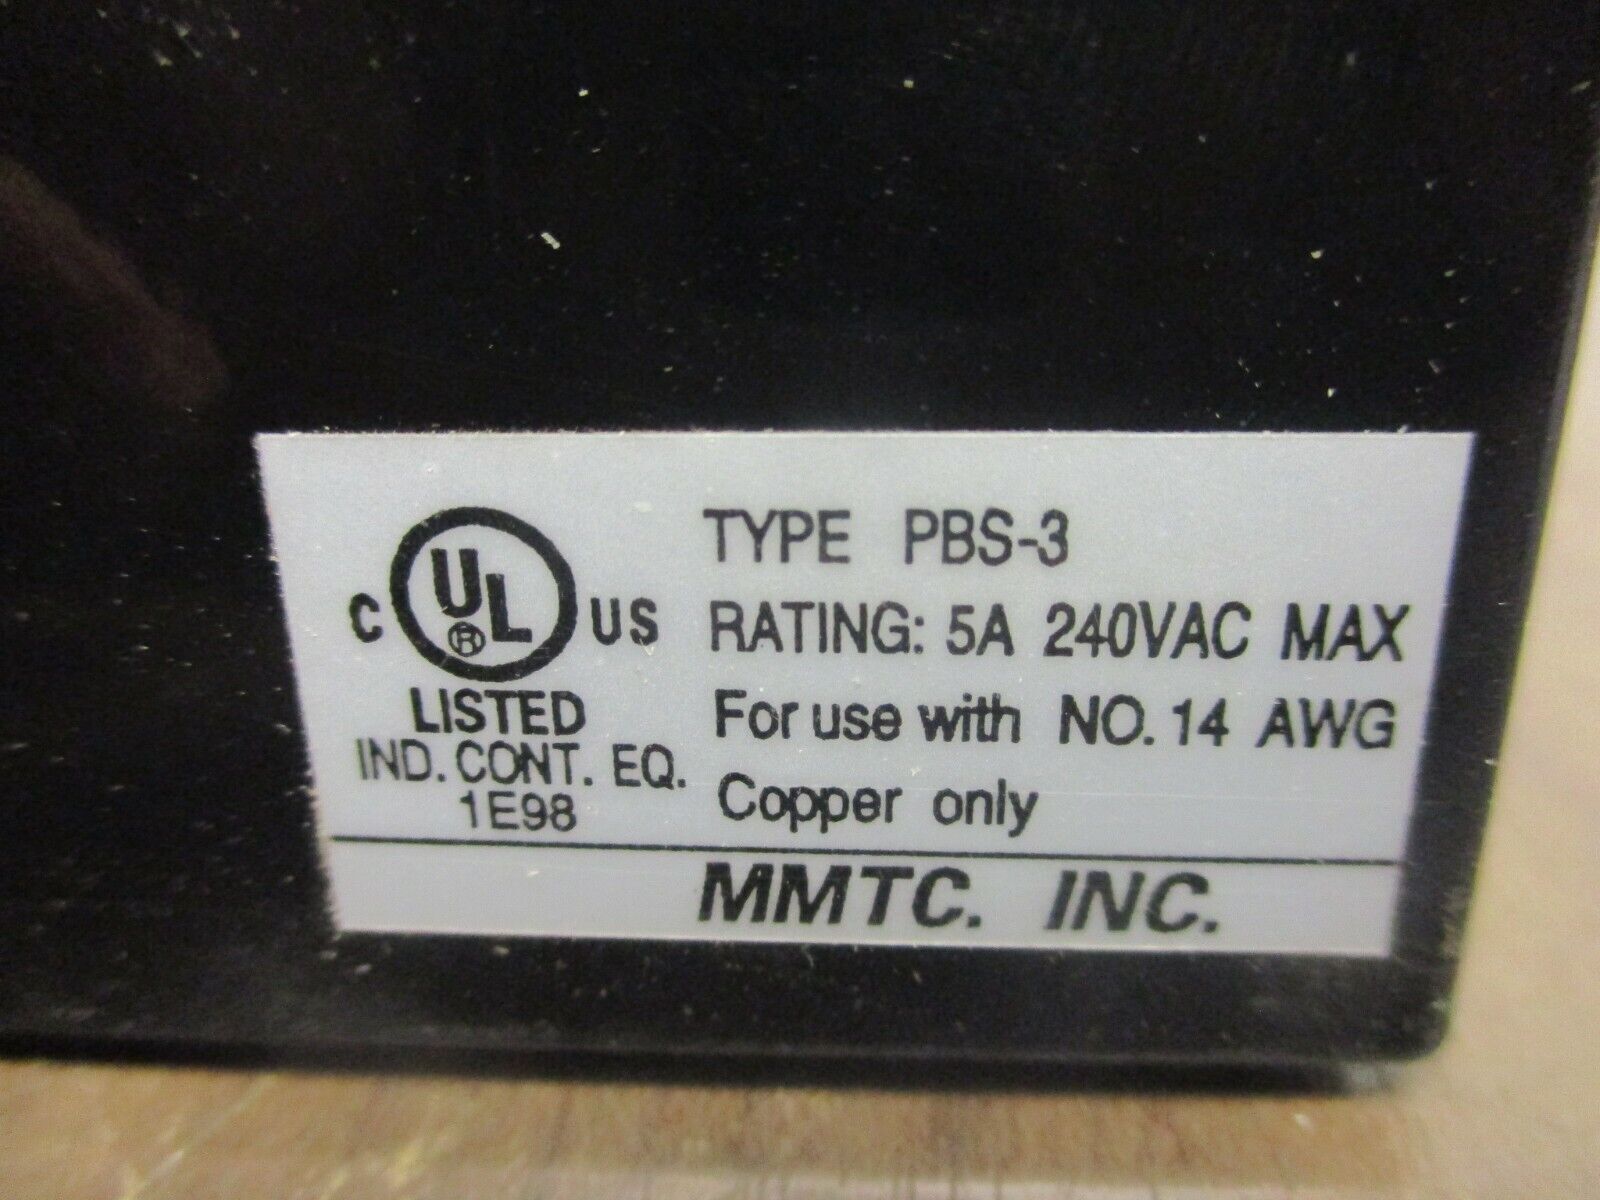 C UL ® US
LISTED
IND. CONT. EQ.
1E98
TYPE PBS-3
RATING: 5A 240VAC MAX
For use with NO. 14 AWG
Copper only
MMTC. INC.